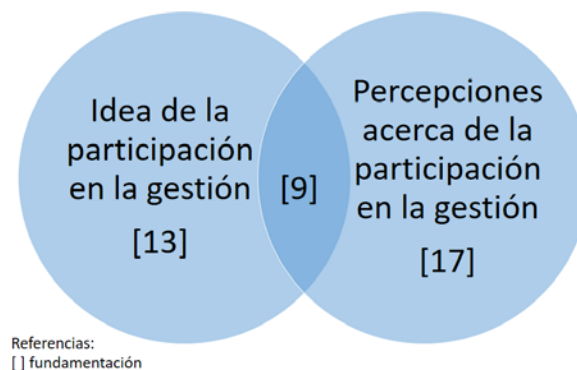 Idea de la
participación
en la gestión
[13]
[9]
Percepciones
acerca de la
participación
en la gestión
[17]
Referencias:
[ ] fundamentación